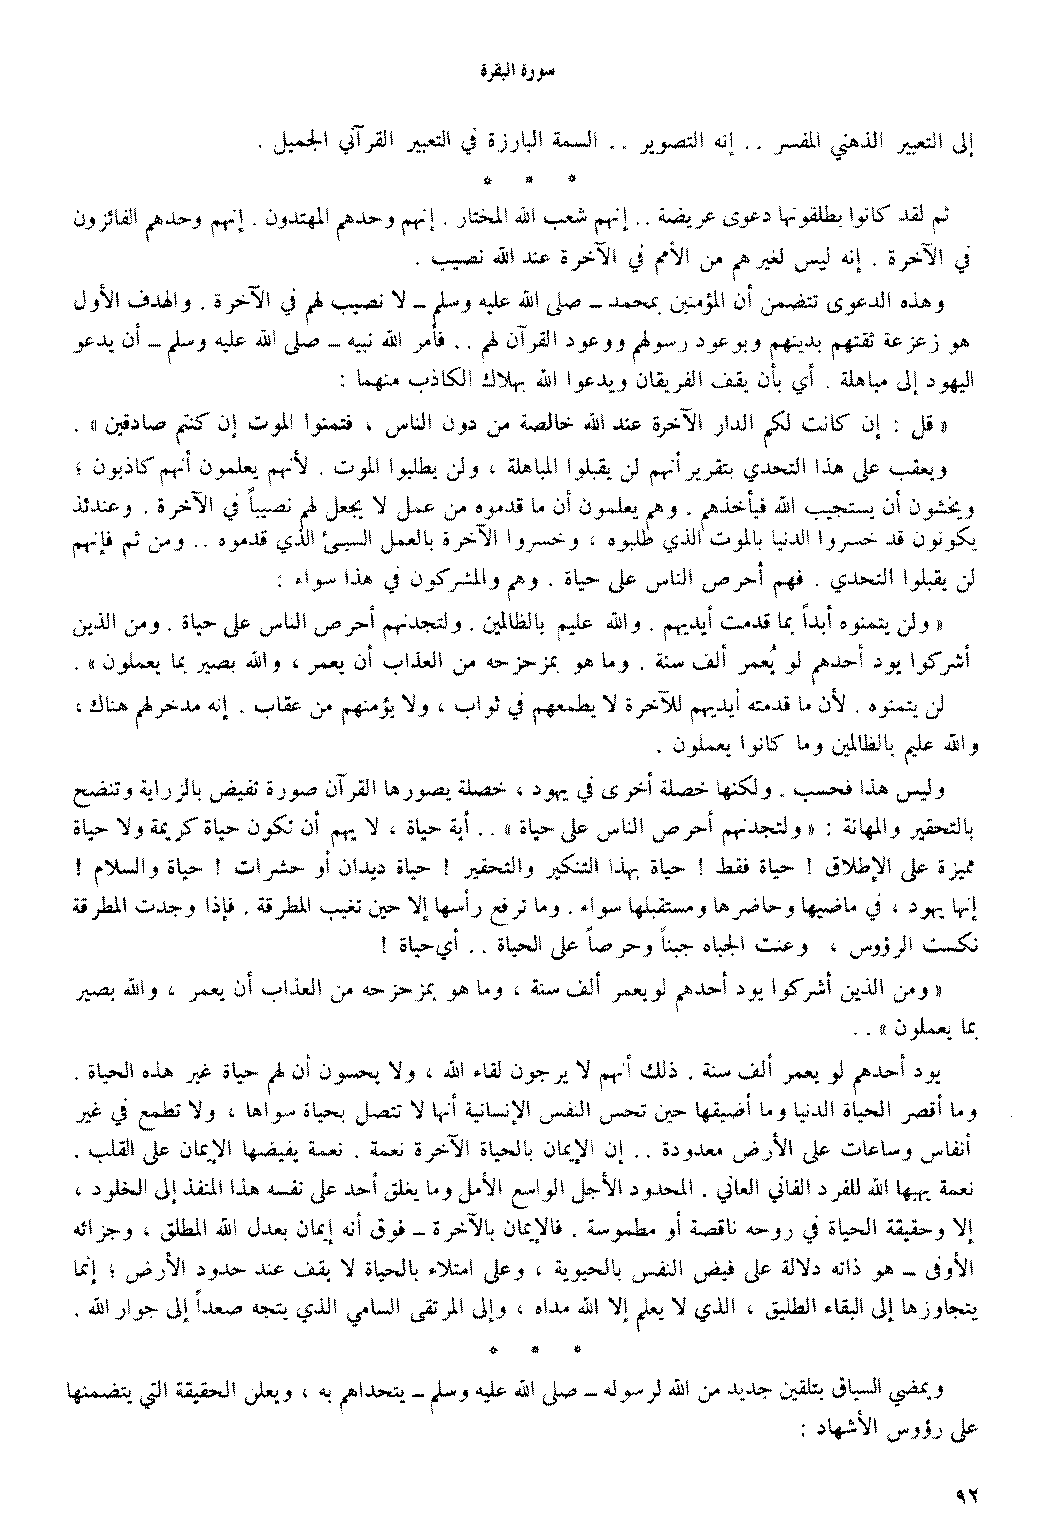 سورة البقرة
إلى التعبير الذهني المفسر .. إنه التصوير .. السمة البارزة في التعبير القرآني الجميل .
* * *
ثم لقد كانوا يطلقونها دعوى عريضة .. إنهم شعب الله المختار . إنهم وحدهم المهتدون . إنهم وحدهم الفائزون
في الآخرة . إنه ليس لغيرهم من الأمم في الآخرة عند الله نصيب .
وهذه الدعوى تتضمن أن المؤمنين بمحمد ــ صلى الله عليه وسلم ــ لا نصيب لهم في الآخرة . والهدف الأول
هو زعزعة ثقتهم بدينهم وبوعود رسولهم ووعود القرآن لهم .. فأمر الله نبيه ــ صلى الله عليه وسلم ــ أن يدعو
اليهود إلى مباهلة . أي بأن يقف الفريقان ويدعوا الله بهلاك الكاذب منهما :
« قل : إن كانت لكم الدار الآخرة عند الله خالصة من دون الناس ، فتمنوا الموت إن كنتم صادقين » .
ويعقب على هذا التحدي بتقرير أنهم لن يقبلوا المباهلة ، ولن يطلبوا الموت . لأنهم يعلمون أنهم كاذبون ؛
ويخشون أن يستجيب الله فيأخذهم . وهم يعلمون أن ما قدموه من عمل لا يجعل لهم نصيباً في الآخرة . وعندئذ
يكونون قد خسروا الدنيا بالموت الذي طلبوه ، وخسروا الآخرة بالعمل السيئ الذي قدموه .. ومن ثم فإنهم
لن يقبلوا التحدي . فهم أحرص الناس على حياة . وهم والمشركون في هذا سواء :
« ولن يتمنوه أبداً بما قدمت أيديهم . والله عليم بالظالمين . ولتجدنهم أحرص الناس على حياة . ومن الذين
أشركوا يود أحدهم لو يُعمر ألف سنة . وما هو بمزحزحه من العذاب أن يعمر ، والله بصير بما يعملون » .
لن يتمنوه . لأن ما قدمته أيديهم للآخرة لا يطمعهم في ثواب ، ولا يؤمنهم من عقاب . إنه مدخر لهم هناك ،
والله عليم بالظالمين وما كانوا يعملون .
وليس هذا فحسب . ولكنها خصلة أخرى في يهود ، خصلة يصورها القرآن صورة تفيض بالزراية وتنضح
بالتحقير والمهانة : « ولتجدنهم أحرص الناس على حياة » .. أية حياة ، لا يهم أن تكون حياة كريمة ولا حياة
مميزة على الإطلاق ! حياة فقط ! حياة بهذا التنكير والتحقير ! حياة ديدان أو حشرات ! حياة والسلام !
إنها يهود ، في ماضيها وحاضرها ومستقبلها سواء . وما ترفع رأسها إلا حين تغيب المطرقة . فإذا وجدت المطرقة
نكست الرؤوس ، وعنت الجباه جبناً وحرصاً على الحياة .. أي حياة !
« ومن الذين أشركوا يود أحدهم لو يعمر ألف سنة ، وما هو بمزحزحه من العذاب أن يعمر ، والله بصير
بما يعملون » ..
يود أحدهم لو يعمر ألف سنة . ذلك أنهم لا يرجون لقاء الله ، ولا يحسون أن لهم حياة غير هذه الحياة .
وما أقصر الحياة الدنيا وما أضيقها حين تحس النفس الإنسانية أنها لا تتصل بحياة سواها ، ولا تطمع في غير
أنفاس وساعات على الأرض معدودة .. إن الإيمان بالحياة الآخرة نعمة . نعمة يفيضها الإيمان على القلب .
نعمة يهبها الله للفرد الفاني العاني . المحدود الأجل الواسع الأمل وما يغلق أحد على نفسه هذا المنفذ إلى الخلود ،
إلا وحقيقة الحياة في روحه ناقصة أو مطموسة . فالإيمان بالآخرة ــ فوق أنه إيمان بعدل الله المطلق ، وجزائه
الأوفى ــ هو ذاته دلالة على فيض النفس بالحيوية ، وعلى امتلاء بالحياة لا يقف عند حدود الأرض ؛ إنما
يتجاوزها إلى البقاء الطليق ، الذي لا يعلم إلا الله مداه ، وإلى المرتقى السامي الذي يتجه صعداً إلى جوار الله .
* * *
ويمضي السياق بتلقين جديد من الله لرسوله ــ صلى الله عليه وسلم ــ يتحداهم به ، ويعلن الحقيقة التي يتضمنها
على رؤوس الأشهاد :
٩٢